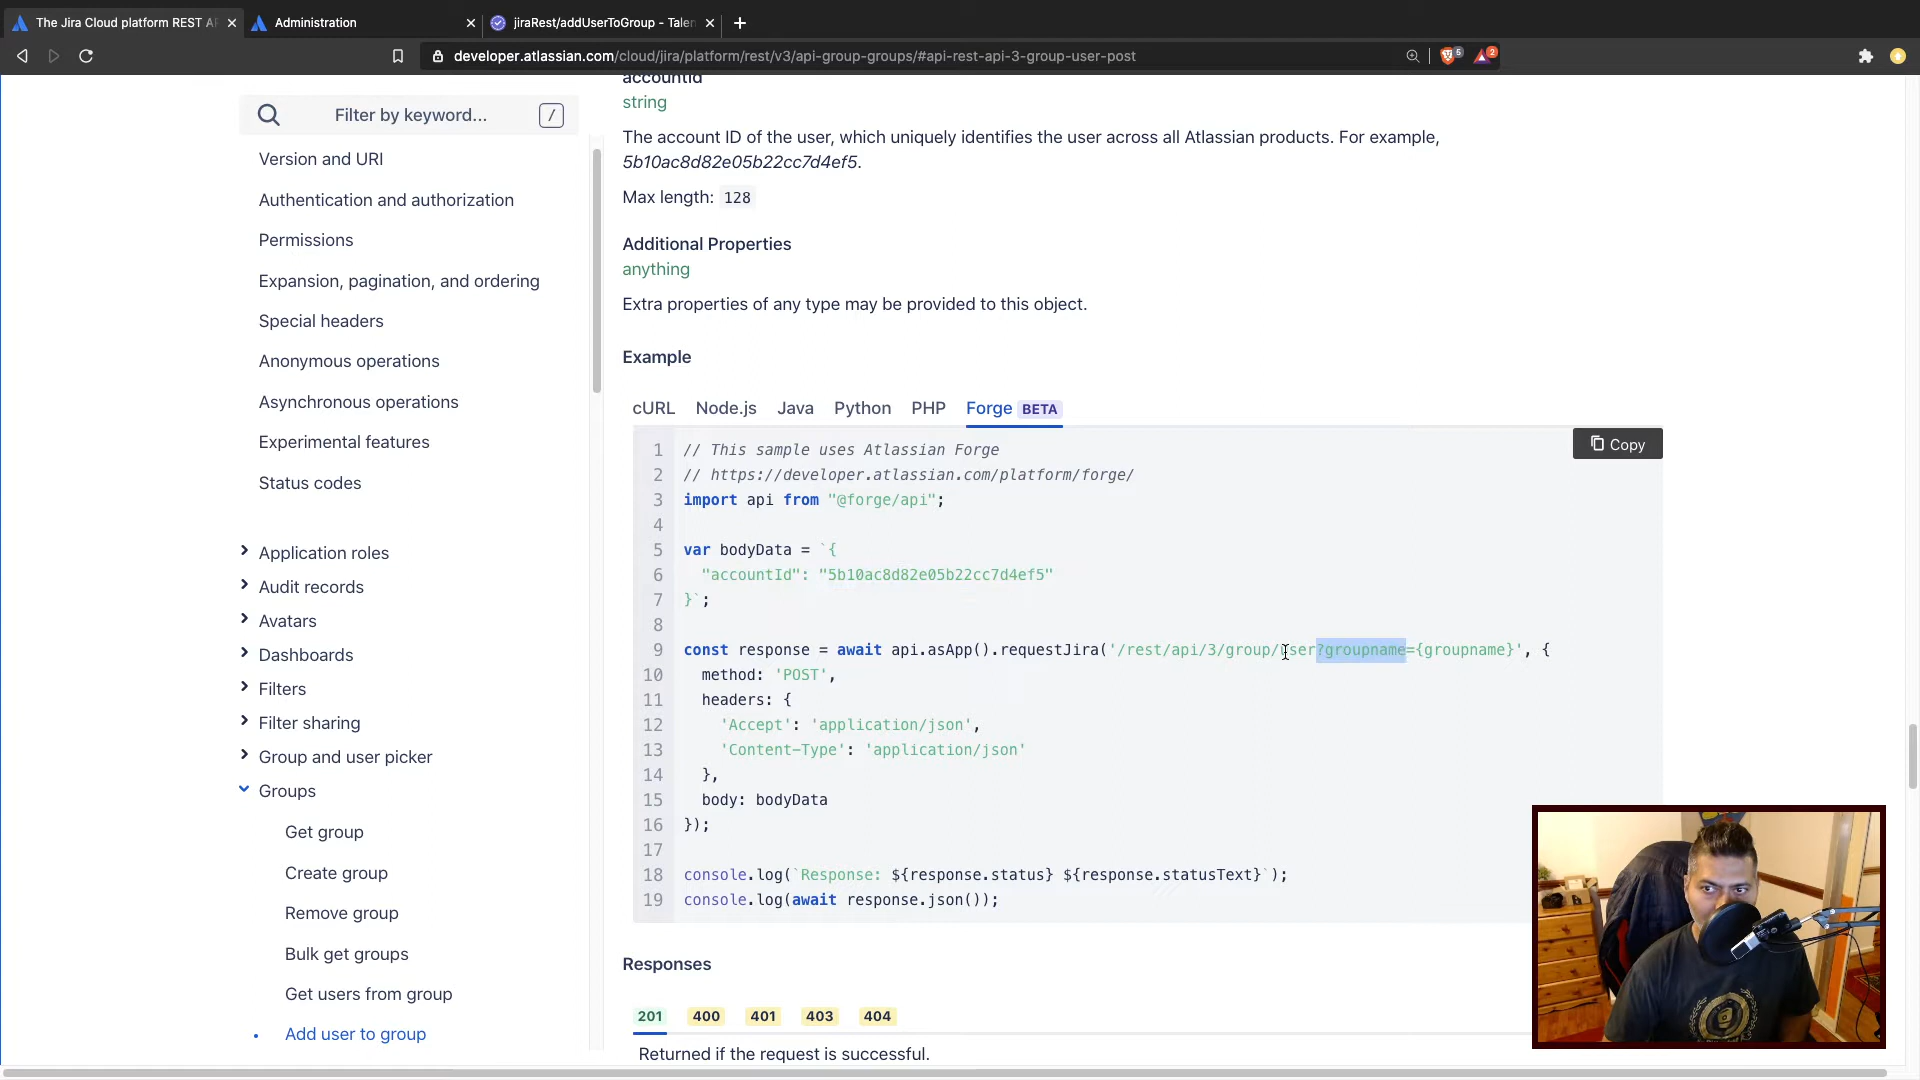 The Jira Cloud platform REST A
Administration
jiraRest/addUserToGroup - Talen
developer.atlassian.com/cloud/jira/platform/rest/v3/api-group-groups/#api-rest-api-3-group-user-post
5
2
Filter by keyword...
/
Version and URI
Authentication and authorization
Permissions
Expansion, pagination, and ordering
Special headers
Anonymous operations
Asynchronous operations
Experimental features
Status codes
Application roles
Audit records
Avatars
Dashboards
Filters
Filter sharing
Group and user picker
Groups
Get group
Create group
Remove group
Bulk get groups
Get users from group
Add user to group
accountId
string
The account ID of the user, which uniquely identifies the user across all Atlassian products. For example,
5b10ac8d82e05b22cc7d4ef5.
Max length: 128
Additional Properties
anything
Extra properties of any type may be provided to this object.
Example
cURL Node.js Java Python PHP Forge BETA
Copy
1 // This sample uses Atlassian Forge
2 // https://developer.atlassian.com/platform/forge/
3 import api from "@forge/api";
4
5 var bodyData = `{
6 "accountId": "5b10ac8d82e05b22cc7d4ef5"
7 }`;
8
9 const response = await api.asApp().requestJira('/rest/api/3/group/user?groupname={groupname}', {
10 method: 'POST',
11 headers: {
12 'Accept': 'application/json',
13 'Content-Type': 'application/json'
14 },
15 body: bodyData
16 });
17
18 console.log(`Response: ${response.status} ${response.statusText}`);
19 console.log(await response.json());
Responses
201 400 401 403 404
Returned if the request is successful.